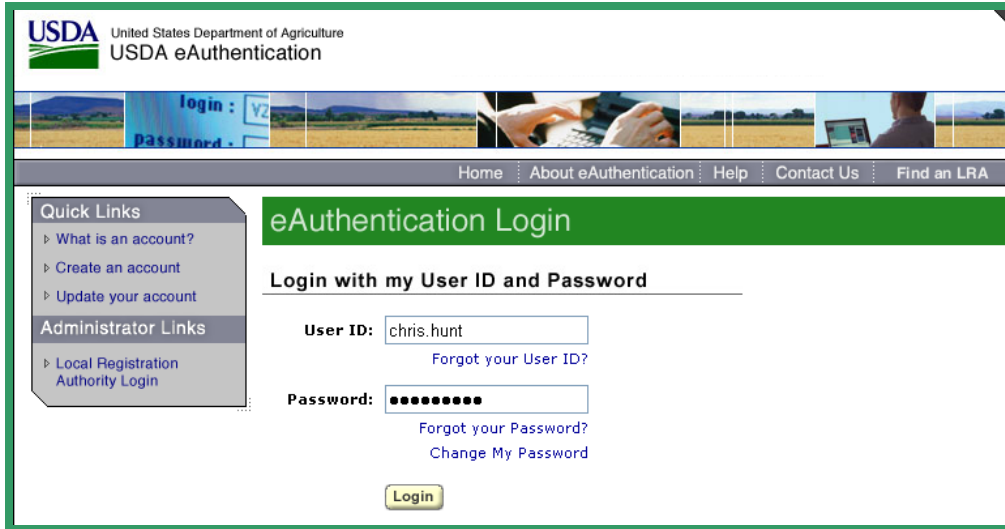 USDA
United States Department of Agriculture
USDA eAuthentication
login :
password :
Home
About eAuthentication
Help
Contact Us
Find an LRA
Quick Links
What is an account?
Create an account
Update your account
Administrator Links
Local Registration
Authority Login
eAuthentication Login
Login with my User ID and Password
User ID: chris.hunt
Forgot your User ID?
Password: ●●●●●●●●●
Forgot your Password?
Change My Password
Login